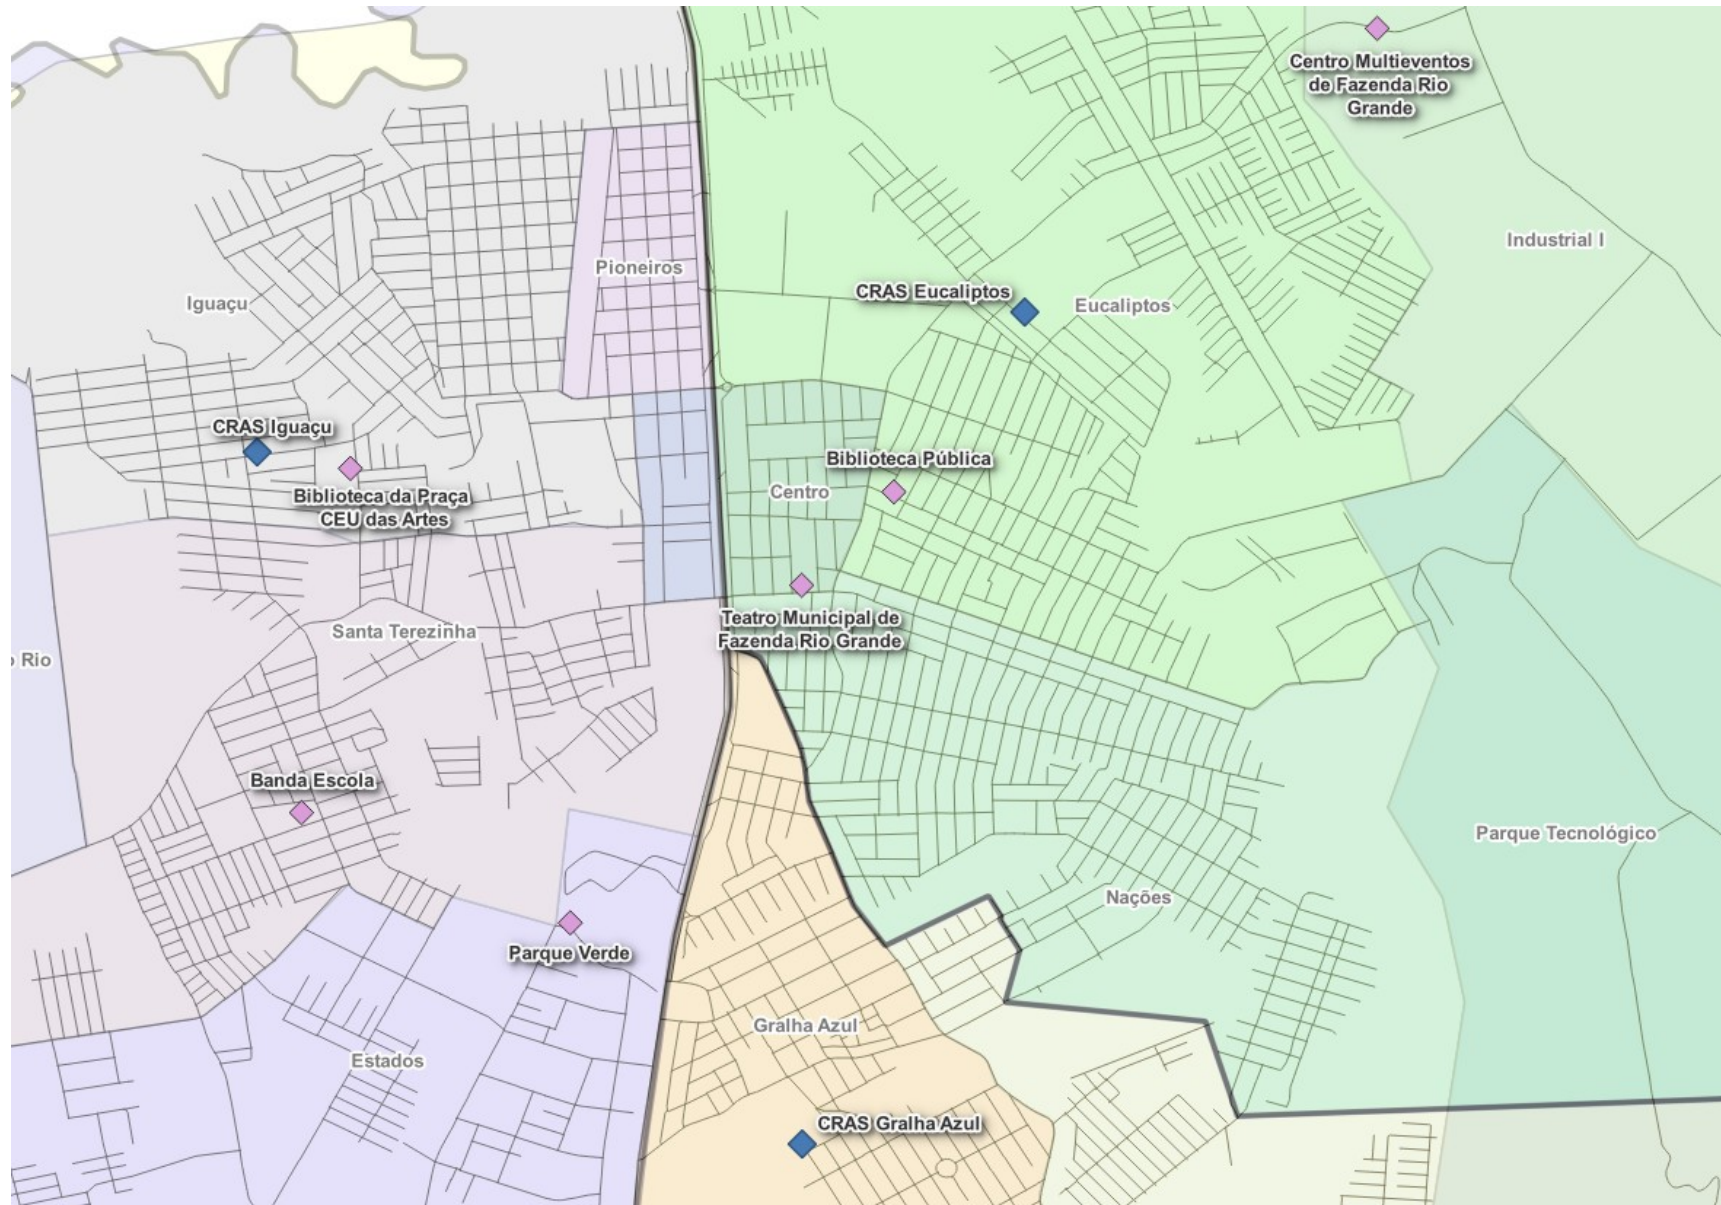 Centro Multieventos
de Fazenda Rio
Grande
Industrial I
Pioneiros
Iguaçu
CRAS Eucaliptos
Eucaliptos
CRAS Iguaçu
Biblioteca Pública
Biblioteca da Praça
CEU das Artes
Centro
Teatro Municipal de
Fazenda Rio Grande
Santa Terezinha
Rio
Banda Escola
Parque Tecnológico
Nações
Parque Verde
Gralha Azul
Estados
CRAS Gralha Azul